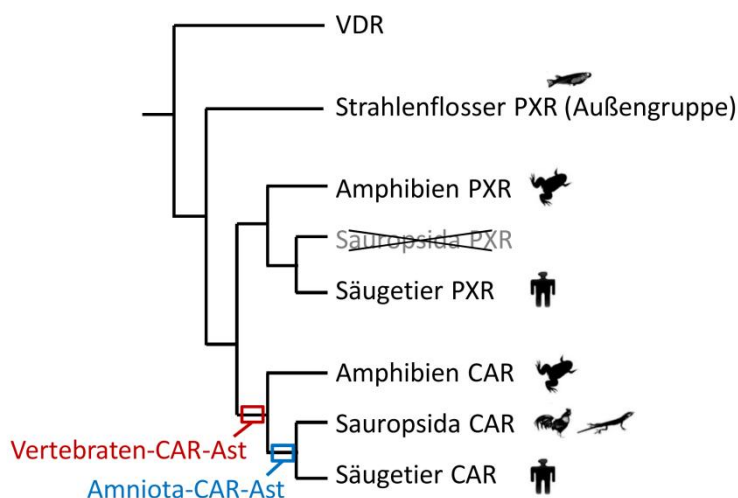 VDR
Strahlenflosser PXR (Außengruppe)
Amphibien PXR
Sauropsida PXR
Säugetier PXR
Amphibien CAR
Sauropsida CAR
Vertebraten-CAR-Ast
Säugetier CAR
Amniota-CAR-Ast